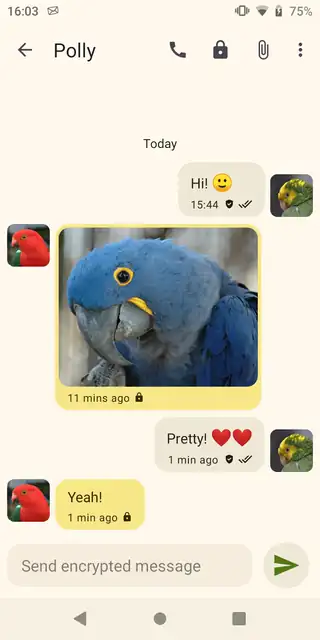 16:03 75%
Polly
Today
Hi! 🙂
15:44
11 mins ago
Pretty! ❤️❤️
1 min ago
Yeah!
1 min ago
Send encrypted message